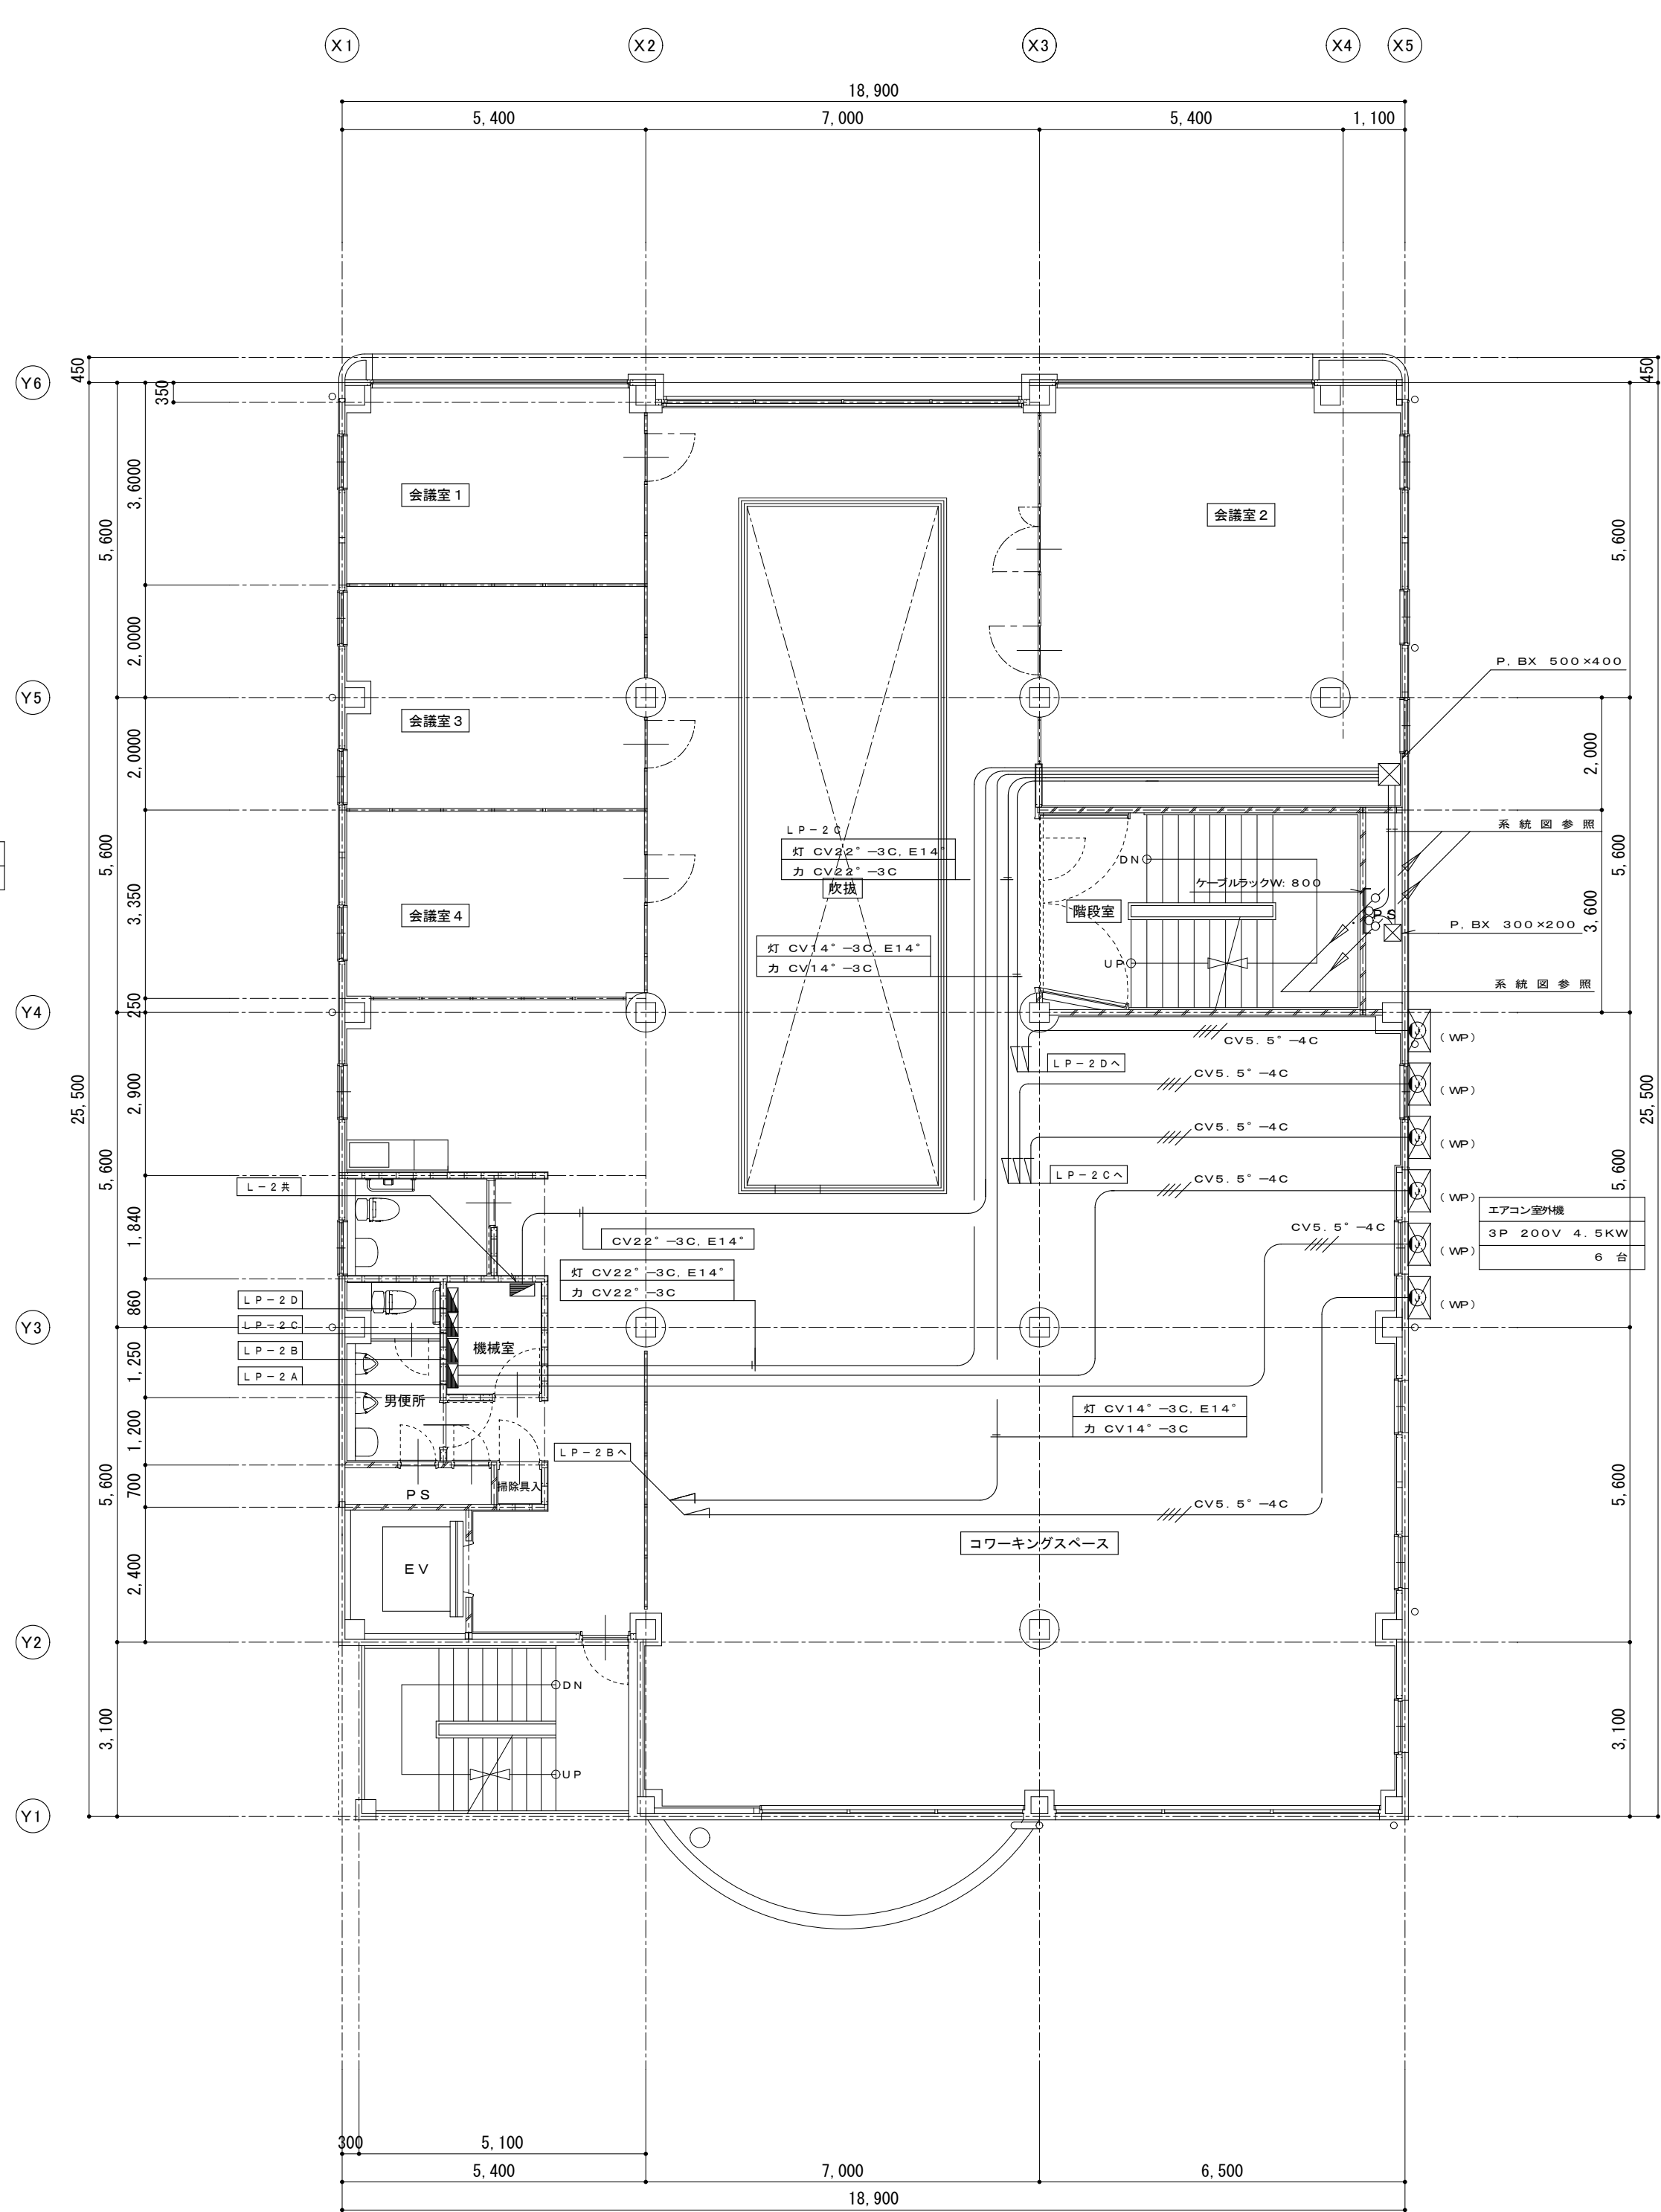 X1
X2
X3
X4
X5
18,900
5,400
7,000
5,400
1,100
Y6
Y5
Y4
Y3
Y2
Y1
450
350
3,6000
5,600
2,0000
2,0000
5,600
3,350
250
25,500
2,900
5,600
1,840
860
1,250
1,200
5,600
700
2,400
3,100
450
5,600
2,000
5,600
3,600
25,500
5,600
5,600
3,100
会議室1
会議室2
会議室3
会議室4
P.BX 500×400
系統図参照
LP-2C
灯 CV22°-3C,E14°
力 CV22°-3C
吹抜
DN
ケーブルラックW:800
階段室
PS
P.BX 300×200
灯 CV14°-3C,E14°
力 CV14°-3C
UP
系統図参照
CV5.5°-4C
(WP)
LP-2Dへ
CV5.5°-4C
(WP)
CV5.5°-4C
(WP)
LP-2Cへ
CV5.5°-4C
(WP)
L-2共
CV22°-3C,E14°
CV5.5°-4C
(WP)
エアコン室外機
3P 200V 4.5KW
6 台
灯 CV22°-3C,E14°
力 CV22°-3C
(WP)
LP-2D
LP-2C
LP-2B
LP-2A
機械室
男便所
灯 CV14°-3C,E14°
力 CV14°-3C
LP-2Bへ
PS
掃除具入
CV5.5°-4C
コワーキングスペース
EV
DN
UP
300
5,100
5,400
7,000
6,500
18,900